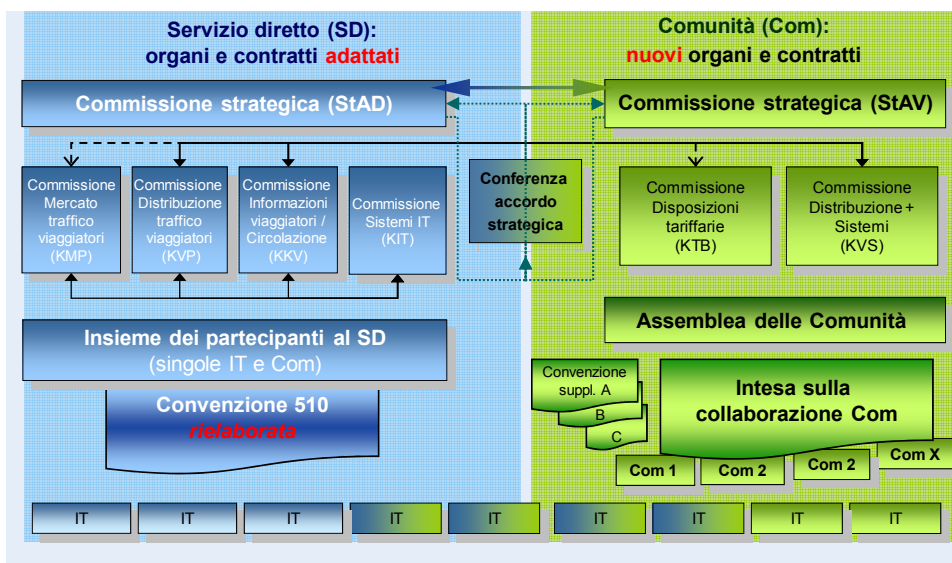 Servizio diretto (SD):
organi e contratti adattati
Comunità (Com):
nuovi organi e contratti
Commissione strategica (StAD)
Commissione strategica (StAV)
Commissione
Mercato
traffico
viaggiatori
(KMP)
Commissione
Distribuzione
traffico
viaggiatori)
(KVP)
Commissione
Informazioni
viaggiatori /
Circolazione)
(KKV)
Commissione
Sistemi IT
(KIT)
Conferenza
accordo
strategica
Commissione
Disposizioni
tariffarie
(KTB)
Commissione
Distribuzione +
Sistemi
(KVS)
Insieme dei partecipanti al SD
(singole IT e Com)
Assemblea delle Comunità
Convenzione 510
rielaborata
Convenzione
suppl. A
B
C
Intesa sulla
collaborazione Com
Com 1
Com 2
Com 2
Com X
IT
IT
IT
IT
IT
IT
IT
IT
IT